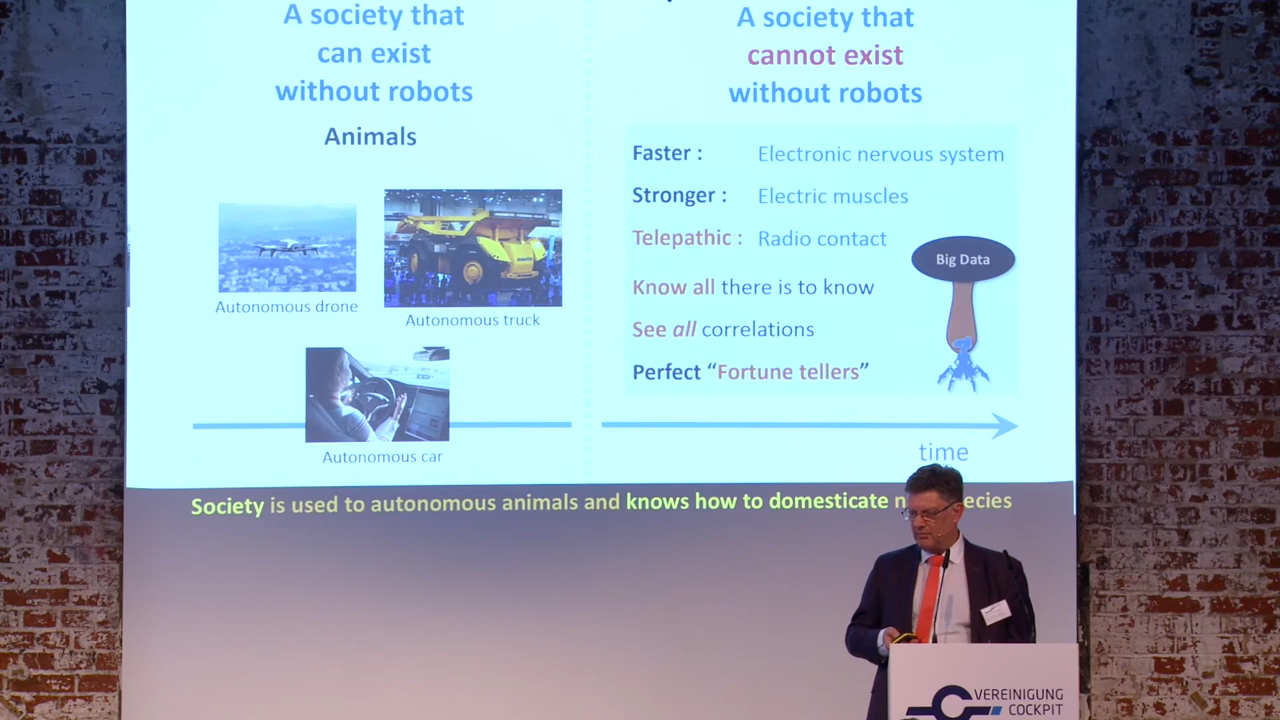 A society that
can exist
without robots
Animals
Autonomous drone
Autonomous truck
Autonomous car
A society that
cannot exist
without robots
Faster : Electronic nervous system
Stronger : Electric muscles
Telepathic : Radio contact
Know all there is to know
See all correlations
Perfect “Fortune tellers”
Big Data
time
Society is used to autonomous animals and knows how to domesticate
VEREINIGUNG
COCKPIT